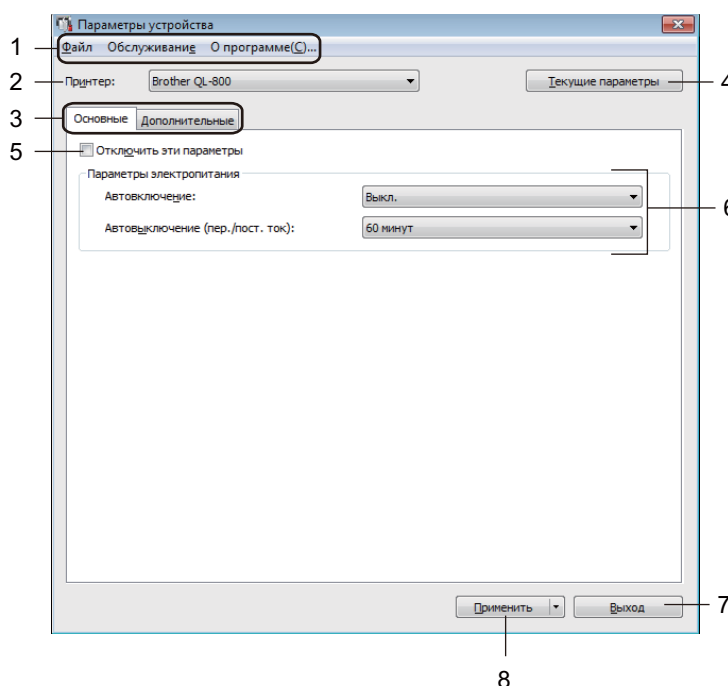 Параметры устройства
1 Файл Обслуживание О программе(C)...
2 Принтер: Brother QL-800 Текущие параметры 4
3 Основные Дополнительные
5 Отключить эти параметры
Параметры электропитания
Автовключение: Выкл.
6
Автовыключение (пер./пост. ток): 60 минут
Применить Выход 7
8